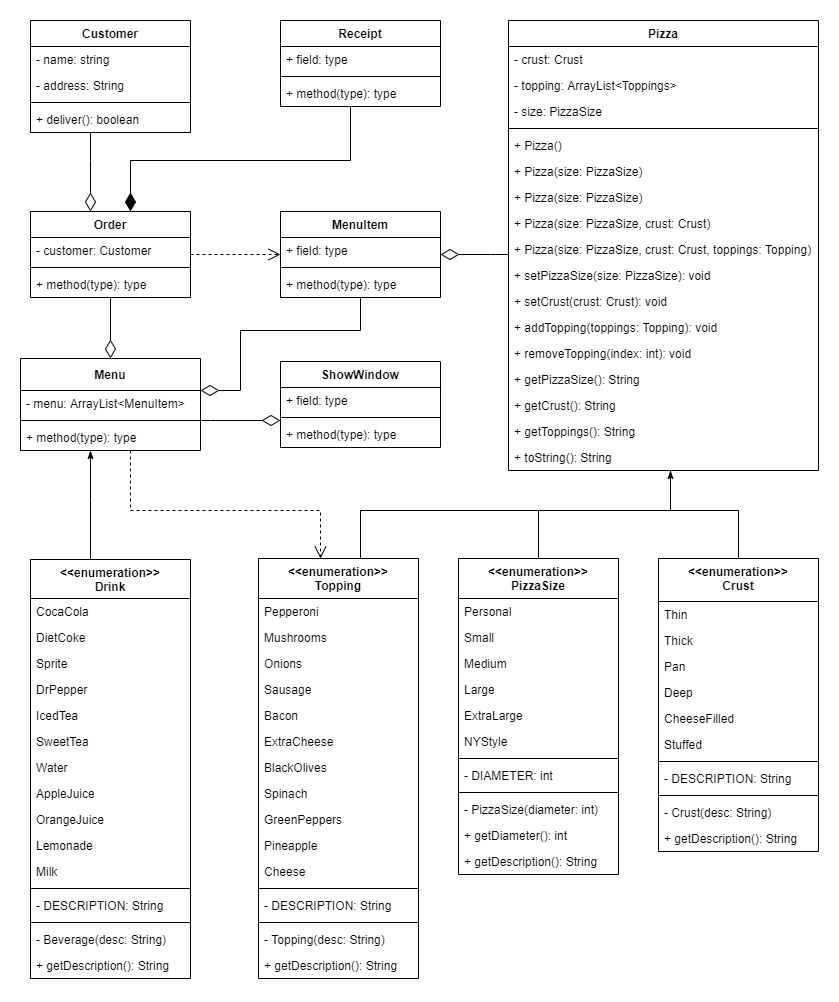 Customer
- name: string
- address: String
+ deliver(): boolean
Receipt
+ field: type
+ method(type): type
Pizza
- crust: Crust
- topping: ArrayList<Toppings>
- size: PizzaSize
+ Pizza()
+ Pizza(size: PizzaSize)
+ Pizza(size: PizzaSize)
+ Pizza(size: PizzaSize, crust: Crust)
+ Pizza(size: PizzaSize, crust: Crust, toppings: Topping)
+ setPizzaSize(size: PizzaSize): void
+ setCrust(crust: Crust): void
+ addTopping(toppings: Topping): void
+ removeTopping(index: int): void
+ getPizzaSize(): String
+ getCrust(): String
+ getToppings(): String
+ toString(): String
Order
- customer: Customer
+ method(type): type
MenuItem
+ field: type
+ method(type): type
Menu
- menu: ArrayList<MenuItem>
+ method(type): type
ShowWindow
+ field: type
+ method(type): type
<<enumeration>>
Drink
CocaCola
DietCoke
Sprite
DrPepper
IcedTea
SweetTea
Water
AppleJuice
OrangeJuice
Lemonade
Milk
- DESCRIPTION: String
- Beverage(desc: String)
+ getDescription(): String
<<enumeration>>
Topping
Pepperoni
Mushrooms
Onions
Sausage
Bacon
ExtraCheese
BlackOlives
Spinach
GreenPeppers
Pineapple
Cheese
- DESCRIPTION: String
- Topping(desc: String)
+ getDescription(): String
<<enumeration>>
PizzaSize
Personal
Small
Medium
Large
ExtraLarge
NYStyle
- DIAMETER: int
- PizzaSize(diameter: int)
+ getDiameter(): int
+ getDescription(): String
<<enumeration>>
Crust
Thin
Thick
Pan
Deep
CheeseFilled
Stuffed
- DESCRIPTION: String
- Crust(desc: String)
+ getDescription(): String